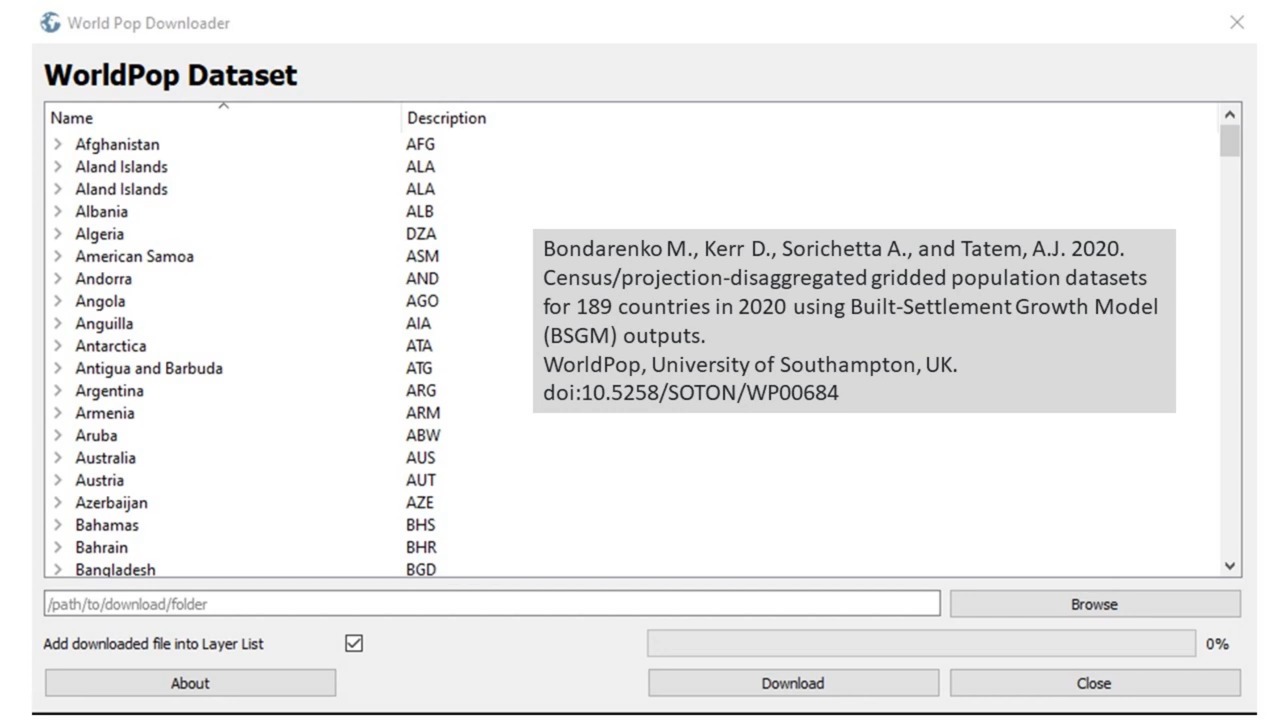 World Pop Downloader
WorldPop Dataset
Name Description
Afghanistan AFG
Aland Islands ALA
Aland Islands ALA
Albania ALB
Algeria DZA
American Samoa ASM
Andorra AND
Angola AGO
Anguilla AIA
Antarctica ATA
Antigua and Barbuda ATG
Argentina ARG
Armenia ARM
Aruba ABW
Australia AUS
Austria AUT
Azerbaijan AZE
Bahamas BHS
Bahrain BHR
Bangladesh BGD
Bondarenko M., Kerr D., Sorichetta A., and Tatem, A.J. 2020.
Census/projection-disaggregated gridded population datasets
for 189 countries in 2020 using Built-Settlement Growth Model
(BSGM) outputs.
WorldPop, University of Southampton, UK.
doi:10.5258/SOTON/WP00684
/path/to/download/folder
Browse
Add downloaded file into Layer List
0%
About
Download
Close